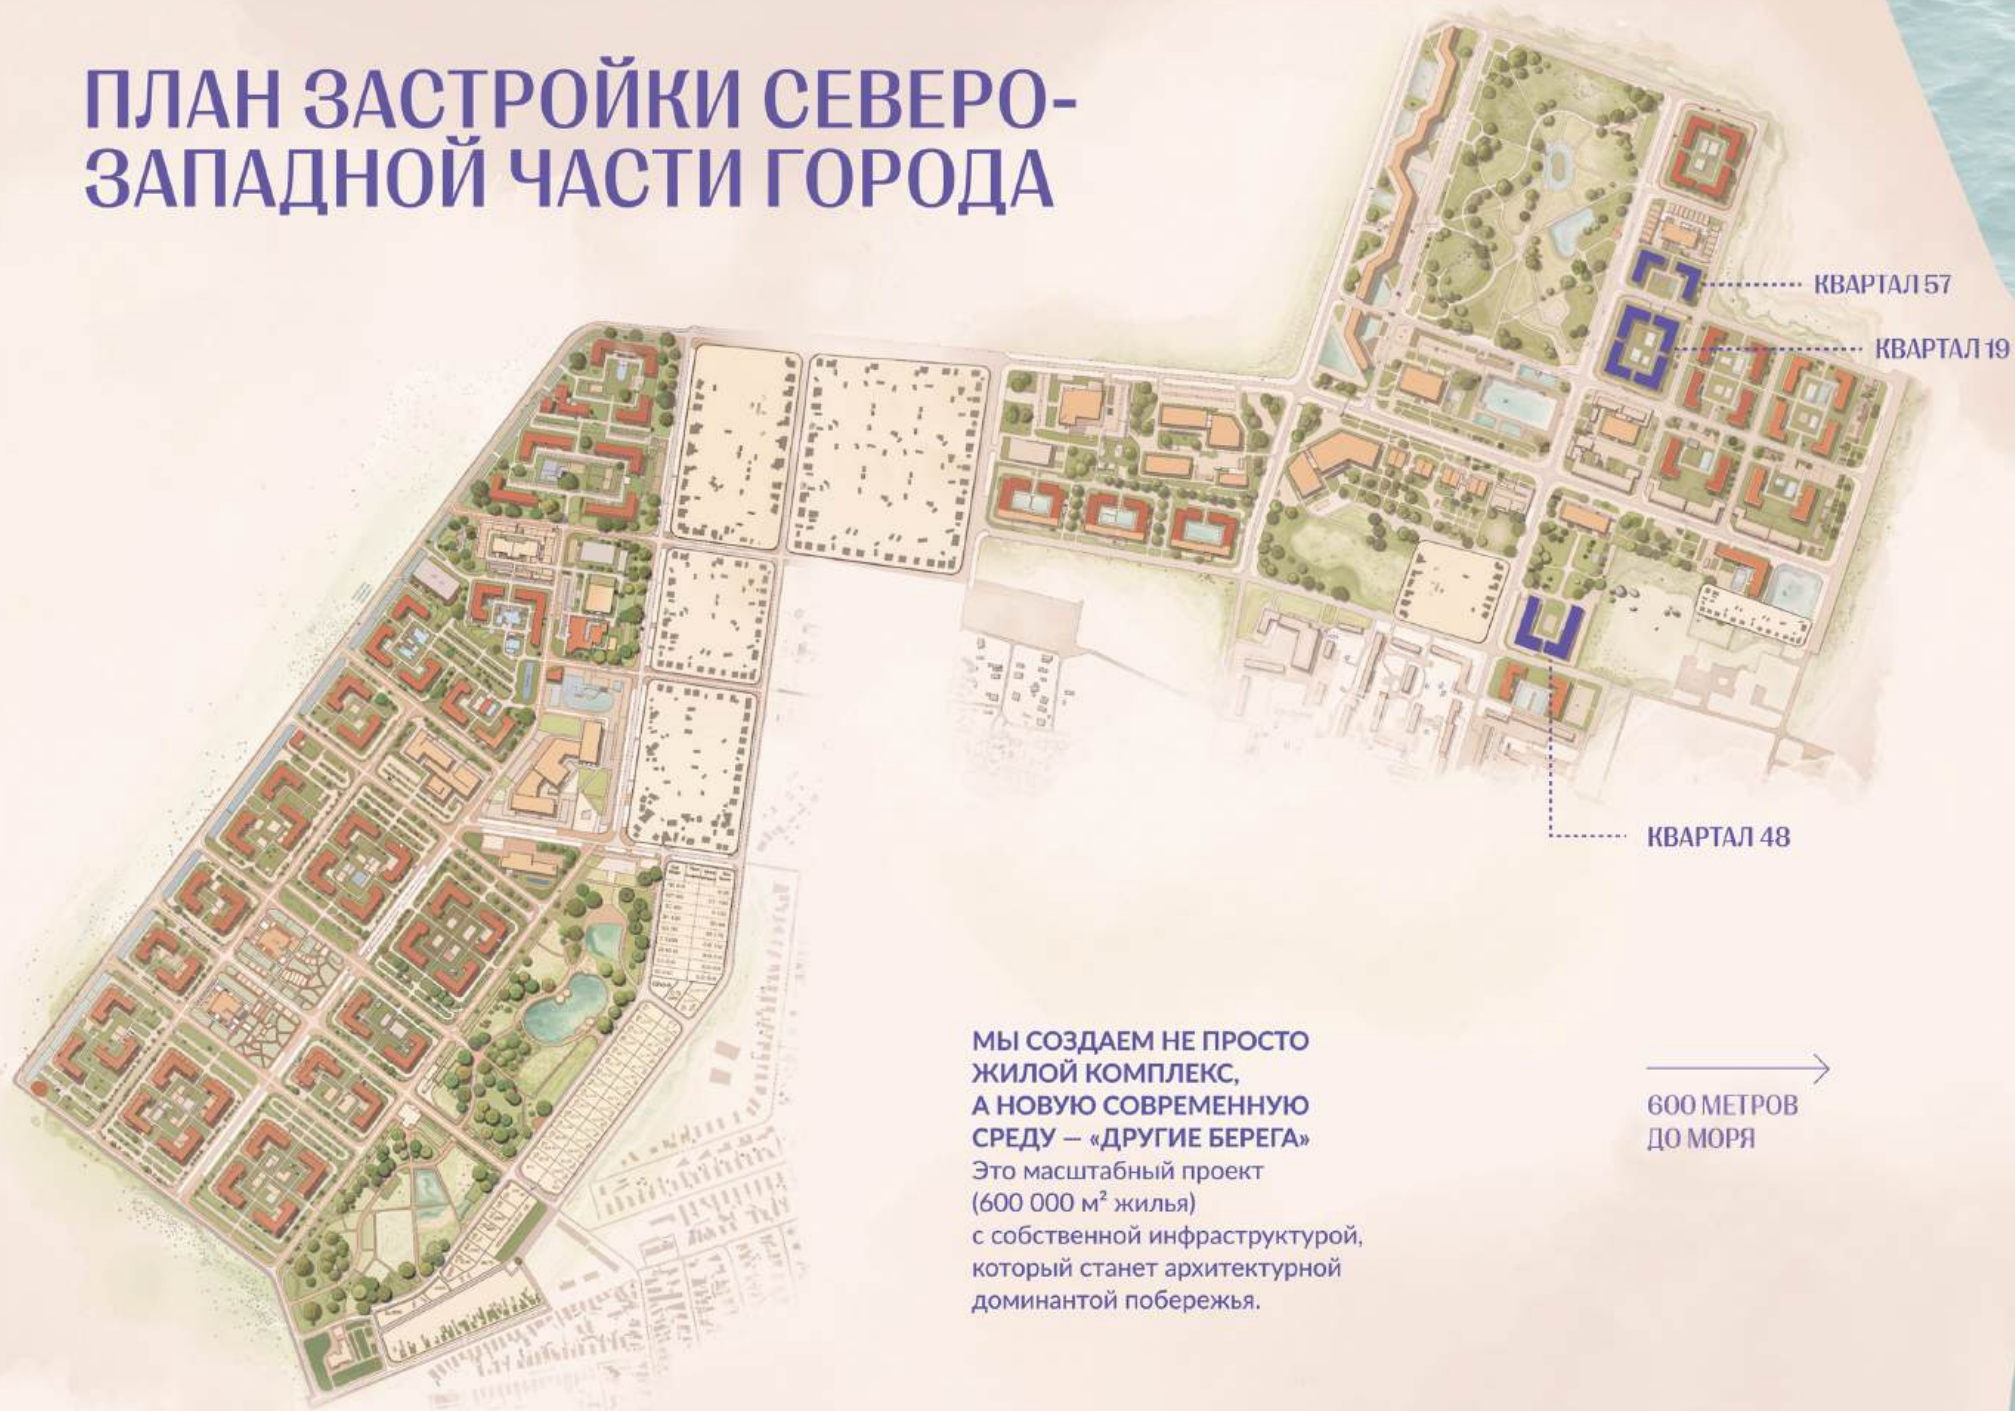 ПЛАН ЗАСТРОЙКИ СЕВЕРО-
ЗАПАДНОЙ ЧАСТИ ГОРОДА
КВАРТАЛ 57
КВАРТАЛ 19
КВАРТАЛ 48
МЫ СОЗДАЕМ НЕ ПРОСТО
ЖИЛОЙ КОМПЛЕКС,
А НОВУЮ СОВРЕМЕННУЮ
СРЕДУ — «ДРУГИЕ БЕРЕГА»
Это масштабный проект
(600 000 м² жилья)
с собственной инфраструктурой,
который станет архитектурной
доминантой побережья.
600 МЕТРОВ
ДО МОРЯ